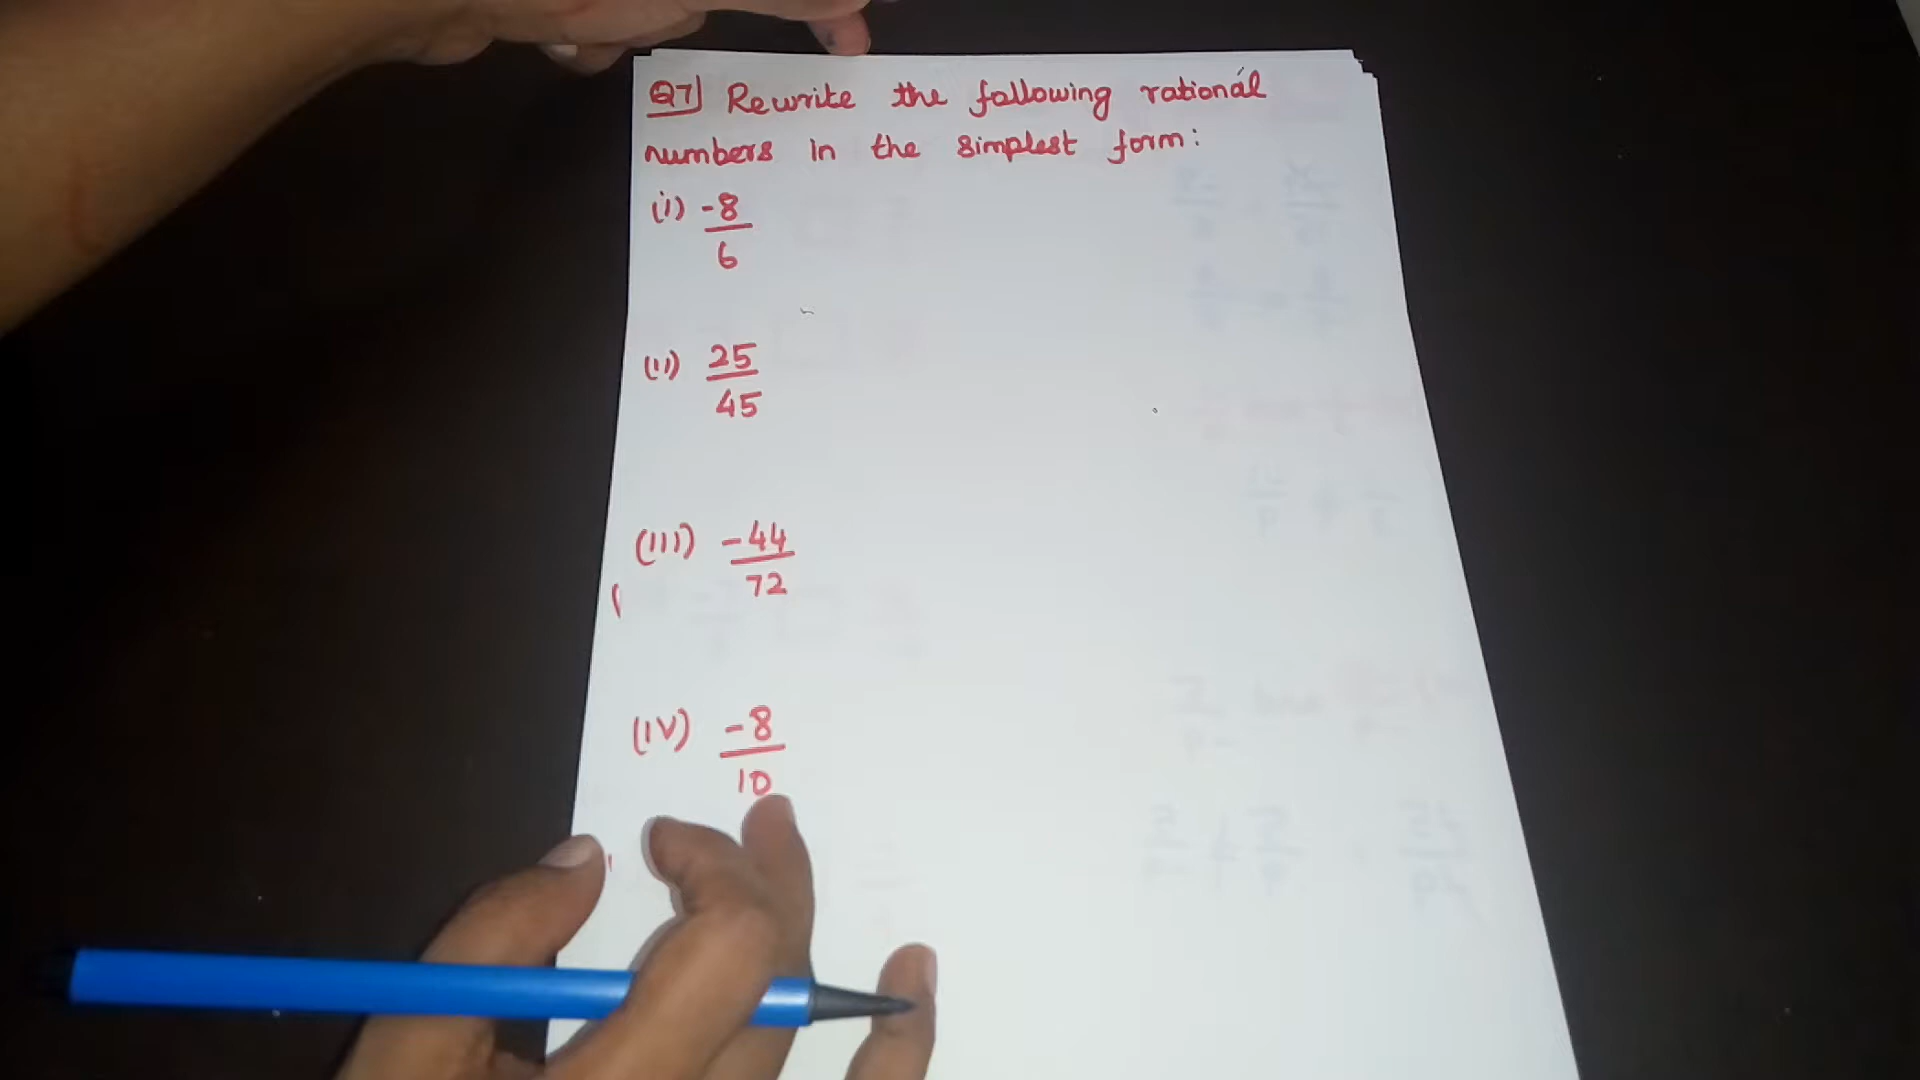 Q7] Rewrite the following rational
numbers in the simplest form:
(i) -8
6
(ii) 25
45
(iii) -44
72
(iv) -8
10